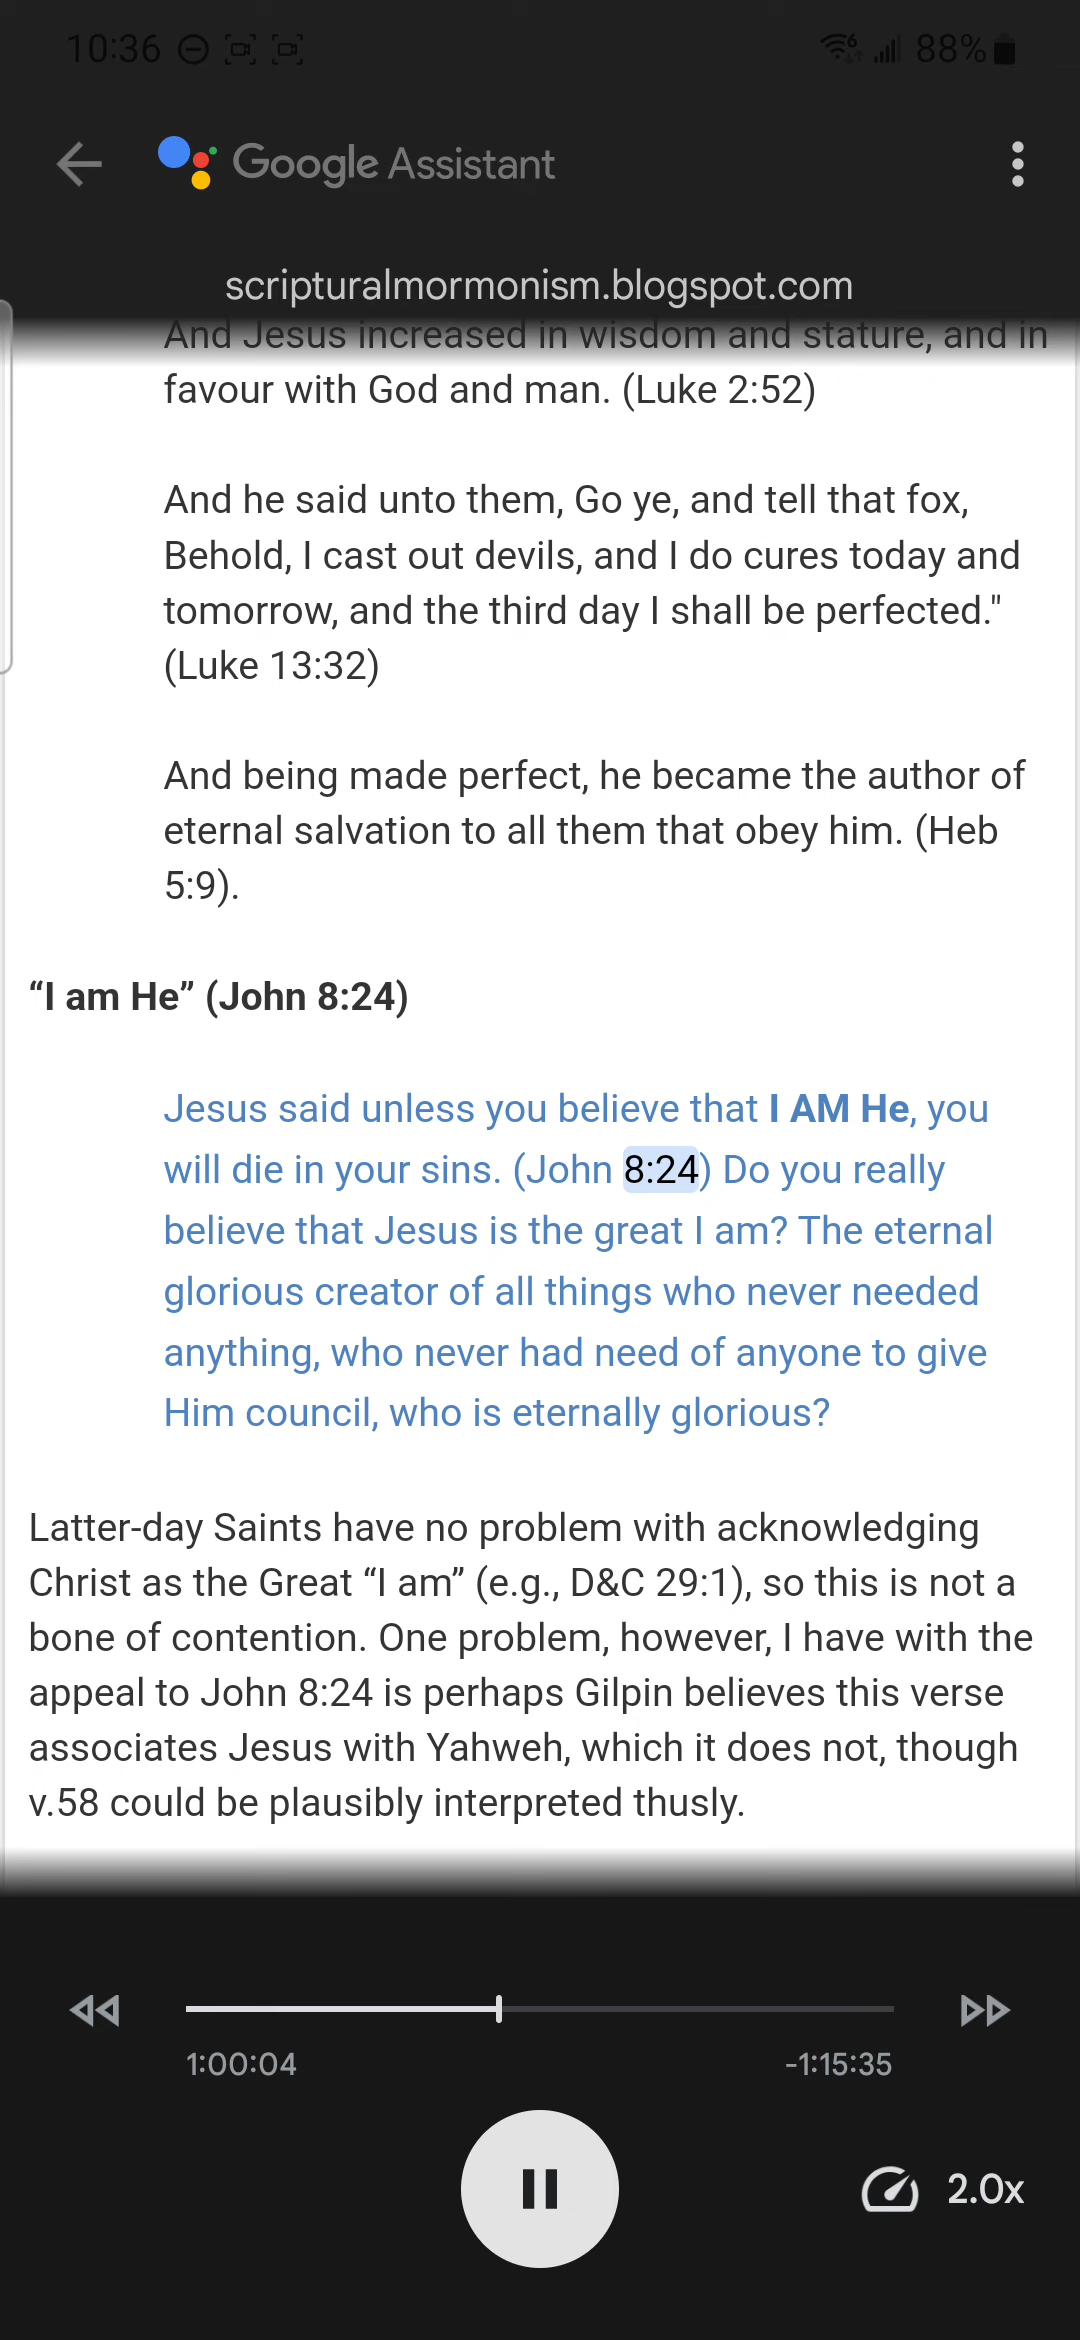 10:36
6
88%
Google Assistant
scripturalmormonism.blogspot.com
And Jesus increased in wisdom and stature, and in
favour with God and man. (Luke 2:52)
And he said unto them, Go ye, and tell that fox,
Behold, I cast out devils, and I do cures today and
tomorrow, and the third day I shall be perfected."
(Luke 13:32)
And being made perfect, he became the author of
eternal salvation to all them that obey him. (Heb
5:9).
“I am He” (John 8:24)
Jesus said unless you believe that I AM He, you
will die in your sins. (John 8:24) Do you really
believe that Jesus is the great I am? The eternal
glorious creator of all things who never needed
anything, who never had need of anyone to give
Him council, who is eternally glorious?
Latter-day Saints have no problem with acknowledging
Christ as the Great “I am” (e.g., D&C 29:1), so this is not a
bone of contention. One problem, however, I have with the
appeal to John 8:24 is perhaps Gilpin believes this verse
associates Jesus with Yahweh, which it does not, though
v.58 could be plausibly interpreted thusly.
1:00:04
-1:15:35
2.0x